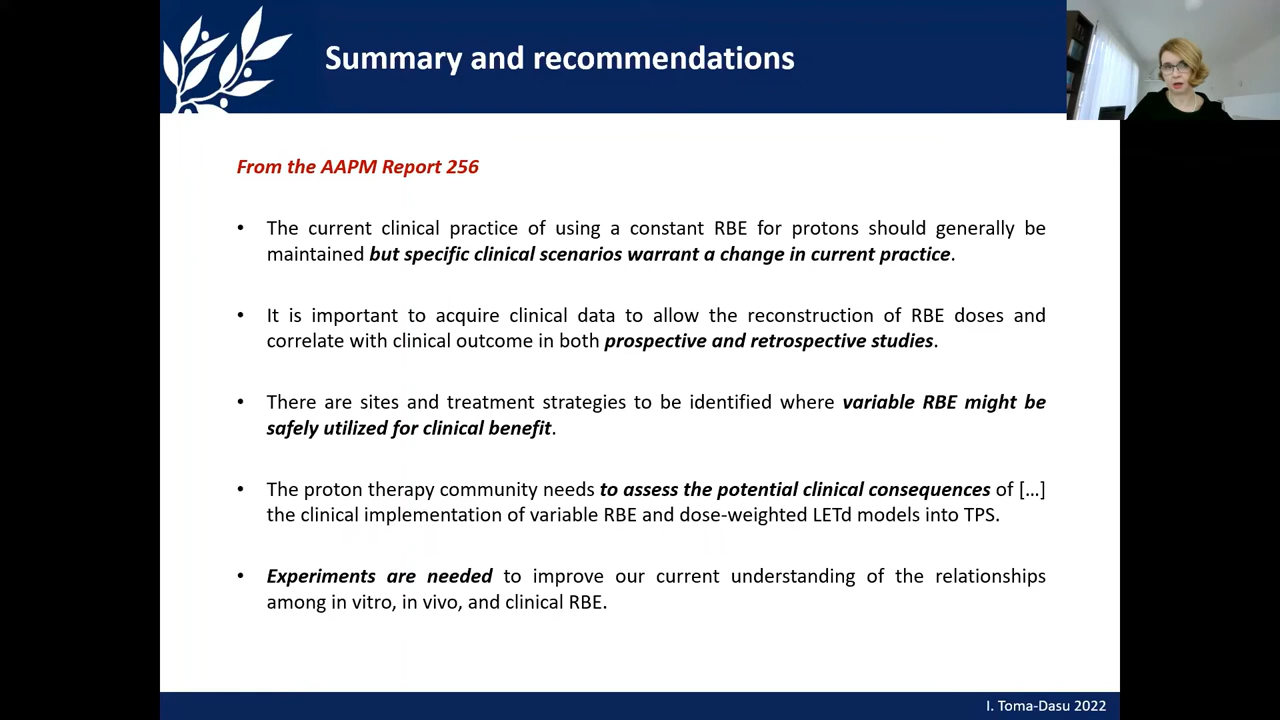 Summary and recommendations
From the AAPM Report 256
• The current clinical practice of using a constant RBE for protons should generally be
maintained but specific clinical scenarios warrant a change in current practice.
• It is important to acquire clinical data to allow the reconstruction of RBE doses and
correlate with clinical outcome in both prospective and retrospective studies.
• There are sites and treatment strategies to be identified where variable RBE might be
safely utilized for clinical benefit.
• The proton therapy community needs to assess the potential clinical consequences of […]
the clinical implementation of variable RBE and dose-weighted LETd models into TPS.
• Experiments are needed to improve our current understanding of the relationships
among in vitro, in vivo, and clinical RBE.
I. Toma-Dasu 2022